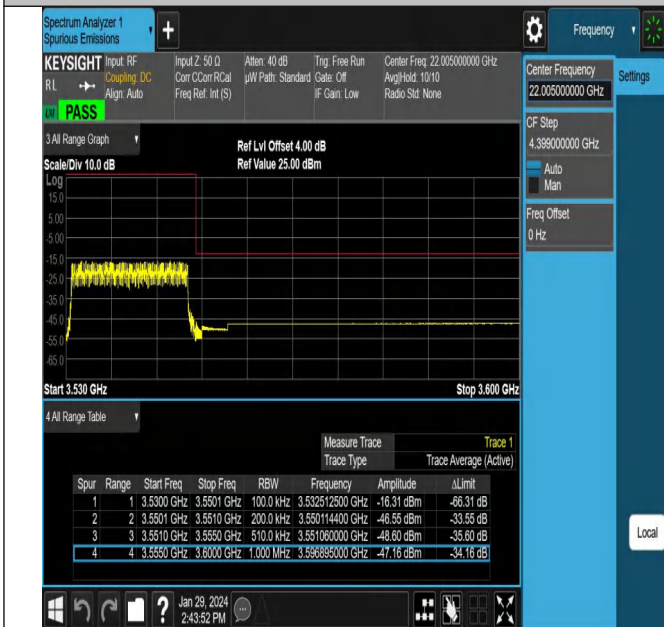 Spectrum Analyzer 1
Spurious Emissions
+
Frequency
KEYSIGHT
RL
LNI
PASS
Input: RF
Coupling: DC
Align: Auto
Input Z: 50 Ω
Corr CCorr RCal
Freq Ref: Int (S)
Atten: 40 dB
µW Path: Standard
Trig: Free Run
Gate: Off
IF Gain: Low
Center Freq: 22.005000000 GHz
Avg|Hold: 10/10
Radio Std: None
Center Frequency
22.005000000 GHz
Settings
CF Step
4.399000000 GHz
Auto
Man
Freq Offset
0 Hz
3 All Range Graph
Scale/Div 10.0 dB
Ref Lvl Offset 4.00 dB
Ref Value 25.00 dBm
Log
15.0
5.00
-5.00
-15.0
-25.0
-35.0
-45.0
-55.0
-65.0
Start 3.530 GHz
Stop 3.600 GHz
4 All Range Table
Measure Trace Trace 1
Trace Type Trace Average (Active)
Spur Range Start Freq Stop Freq RBW Frequency Amplitude ΔLimit
1 1 3.5300 GHz 3.5501 GHz 100.0 kHz 3.532512500 GHz -16.31 dBm -66.31 dB
2 2 3.5501 GHz 3.5510 GHz 200.0 kHz 3.550114400 GHz -46.55 dBm -33.55 dB
3 3 3.5510 GHz 3.5550 GHz 510.0 kHz 3.551060000 GHz -48.60 dBm -35.60 dB
4 4 3.5550 GHz 3.6000 GHz 1.000 MHz 3.596895000 GHz -47.16 dBm -34.16 dB
Local
?
Jan 29, 2024
2:43:52 PM